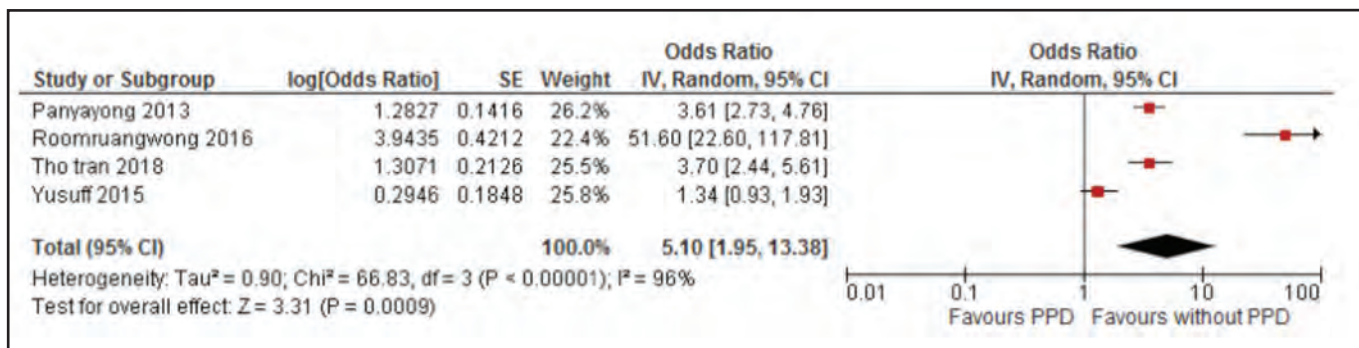 Odds Ratio Odds Ratio
Study or Subgroup log[Odds Ratio] SE Weight IV, Random, 95% CI IV, Random, 95% CI
Panyayong 2013 1.2827 0.1416 26.2% 3.61 [2.73, 4.76]
Roomruangwong 2016 3.9435 0.4212 22.4% 51.60 [22.60, 117.81]
Tho tran 2018 1.3071 0.2126 25.5% 3.70 [2.44, 5.61]
Yusuff 2015 0.2946 0.1848 25.8% 1.34 [0.93, 1.93]
Total (95% CI) 100.0% 5.10 [1.95, 13.38]
Heterogeneity: Tau² = 0.90; Chi² = 66.83, df = 3 (P < 0.00001); I² = 96%
Test for overall effect: Z = 3.31 (P = 0.0009)
0.01 0.1 1 10 100
Favours PPD Favours without PPD